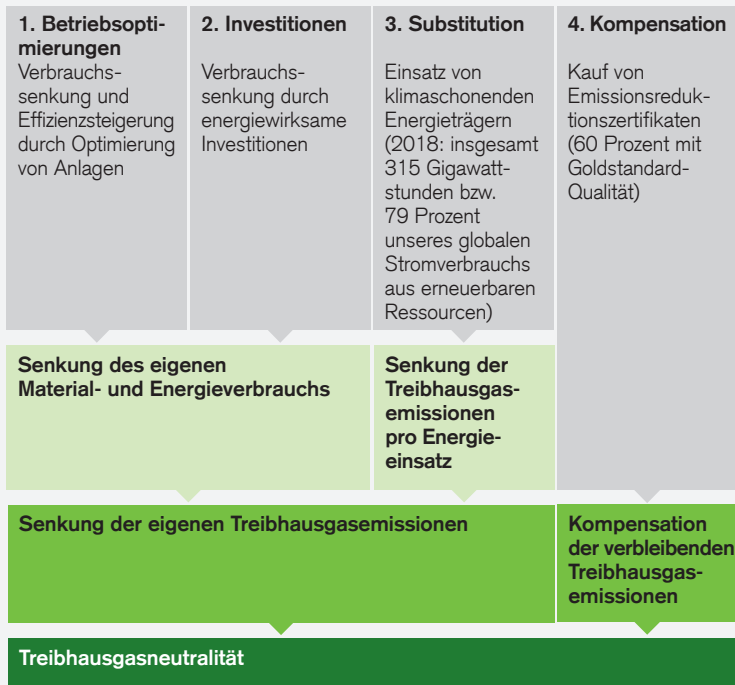 1. Betriebsopti-
mierungen
Verbrauchs-
senkung und
Effizienzsteigerung
durch Optimierung
von Anlagen
2. Investitionen
Verbrauchs-
senkung durch
energiewirksame
Investitionen
3. Substitution
Einsatz von
klimaschonenden
Energieträgern
(2018: insgesamt
315 Gigawatt-
stunden bzw.
79 Prozent
unseres globalen
Stromverbrauchs
aus erneuerbaren
Ressourcen)
4. Kompensation
Kauf von
Emissionsreduk-
tionszertifikaten
(60 Prozent mit
Goldstandard-
Qualität)
Senkung des eigenen
Material- und Energieverbrauchs
Senkung der
Treibhausgas-
emissionen
pro Energie-
einsatz
Senkung der eigenen Treibhausgasemissionen
Kompensation
der verbleibenden
Treibhausgas-
emissionen
Treibhausgasneutralität